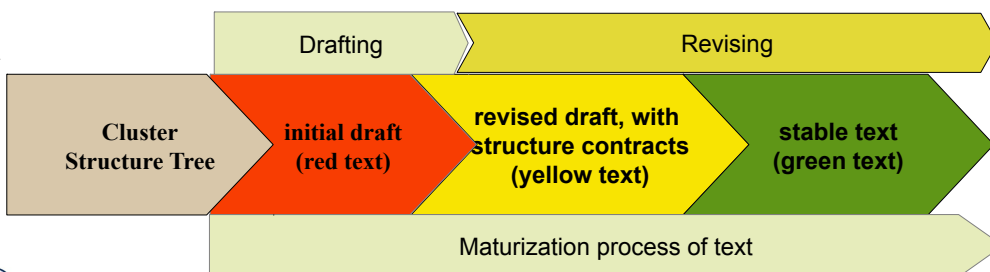 Drafting
Revising
Cluster
Structure Tree
initial draft
(red text)
revised draft, with
structure contracts
(yellow text)
stable text
(green text)
Maturization process of text